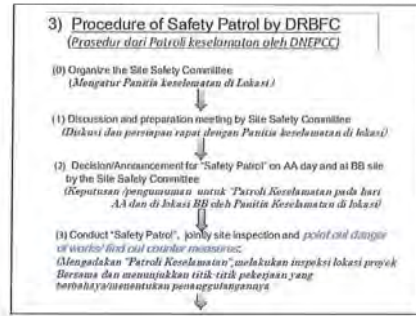 3) Procedure of Safety Patrol by DRBFC
(Prosedur dari Patroli keselamatan oleh DNEPCC)
(0) Organize the Site Safety Committee
(Mengatur Panitia keselamatan di Lokasi)
(1) Discussion and preparation meeting by Site Safety Committee
(Diskusi dan persiapan rapat dengan Panitia keselamatan di lokasi)
(2) Decision/Announcement for "Safety Patrol" on AA day and at BB site
by the Site Safety Committee
(Keputusan /pengumuman untuk "Patroli Keselamatan pada hari
AA dan di lokasi BB oleh Panitia Keselamatan di Lokasi)
(3) Conduct "Safety Patrol", jointly site inspection and point out danger
of works/ find out counter measures.
(Mengadakan "Patroli Keselamatan", melakukan inspeksi lokasi proyek
Bersama dan menunjukkan titik-titik pekerjaan yang
berbahaya/menentukan penanggulangannya